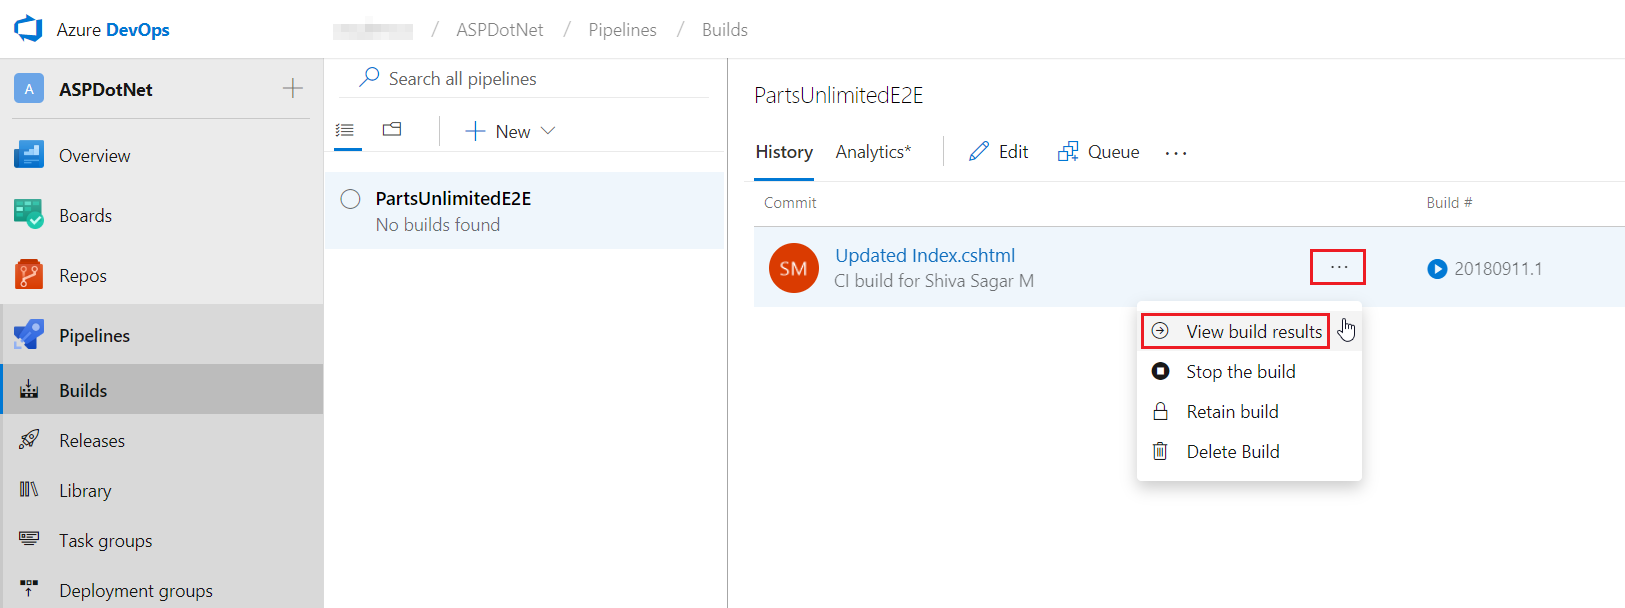 Azure DevOps
/ ASPDotNet / Pipelines / Builds
A ASPDotNet
Overview
Boards
Repos
Pipelines
Builds
Releases
Library
Task groups
Deployment groups
Search all pipelines
New
PartsUnlimitedE2E
No builds found
PartsUnlimitedE2E
History Analytics* Edit Queue ...
Commit Build #
SM Updated Index.cshtml
CI build for Shiva Sagar M ... 20180911.1
View build results
Stop the build
Retain build
Delete Build